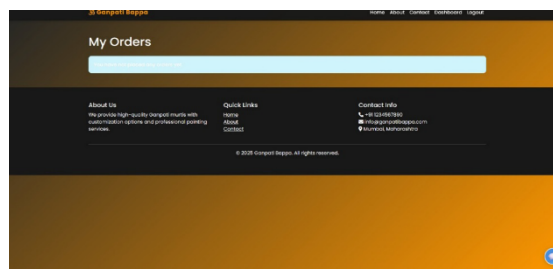 Ganpati Bappa
Home About Contact Dashboard Logout
My Orders
About Us
We provide high-quality Ganpati murtis with
customization options and professional painting
services.
Quick Links
Home
About
Contact
Contact Info
+91 1234567890
info@ganpatibappa.com
Mumbai, Maharashtra
© 2025 Ganpati Bappa. All rights reserved.